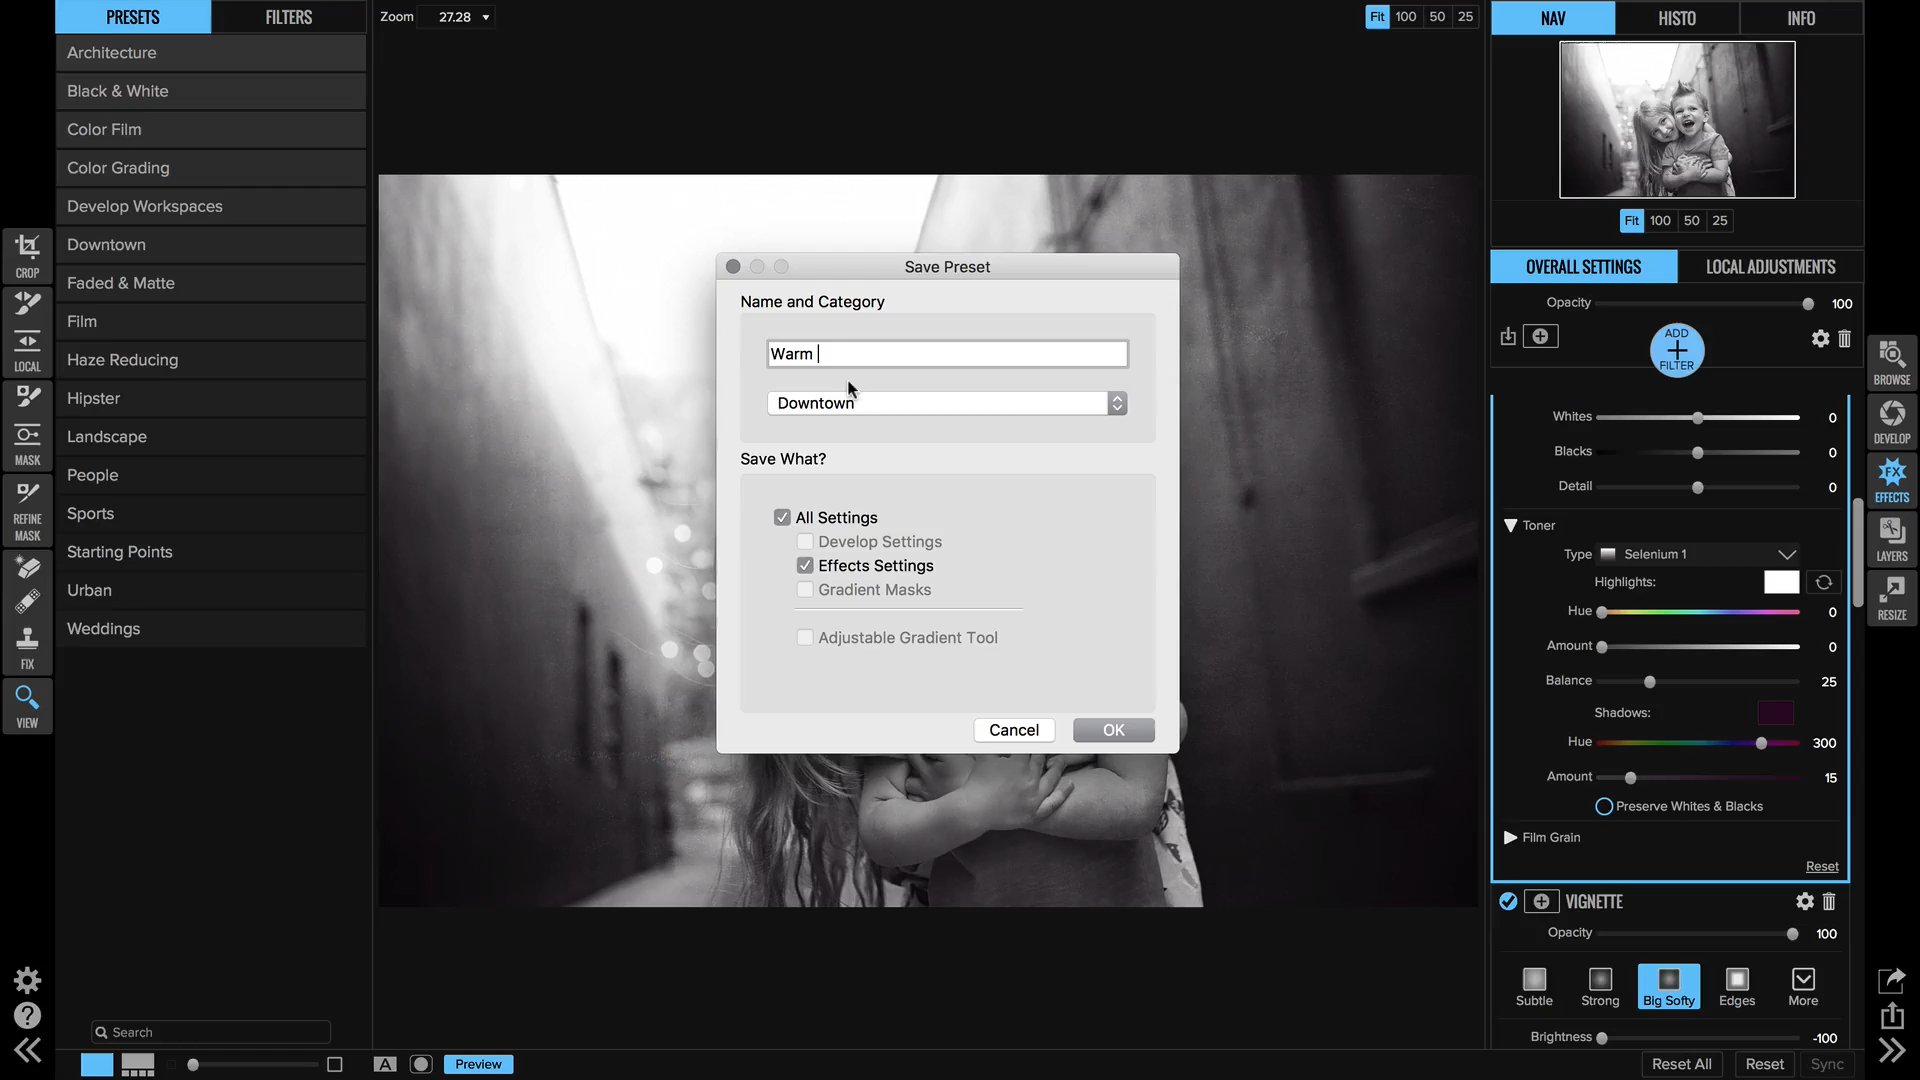 PRESETS
FILTERS
Architecture
Black & White
Color Film
Color Grading
Develop Workspaces
Downtown
Faded & Matte
Film
Haze Reducing
Hipster
Landscape
People
Sports
Starting Points
Urban
Weddings
Search
CROP
LOCAL
MASK
REFINE
MASK
FIX
VIEW
Zoom 27.28
Fit 100 50 25
Save Preset
Name and Category
Warm
Downtown
Save What?
All Settings
Develop Settings
Effects Settings
Gradient Masks
Adjustable Gradient Tool
Cancel
OK
A
Preview
NAV
HISTO
INFO
Fit 100 50 25
OVERALL SETTINGS
LOCAL ADJUSTMENTS
Opacity 100
ADD
FILTER
Whites 0
Blacks 0
Detail 0
Toner
Type Selenium 1
Highlights:
Hue 0
Amount 0
Balance 25
Shadows:
Hue 300
Amount 15
Preserve Whites & Blacks
Film Grain
Reset
VIGNETTE
Opacity 100
Subtle
Strong
Big Softy
Edges
More
Brightness -100
Reset All
Reset
Sync
BROWSE
DEVELOP
FX
EFFECTS
LAYERS
RESIZE